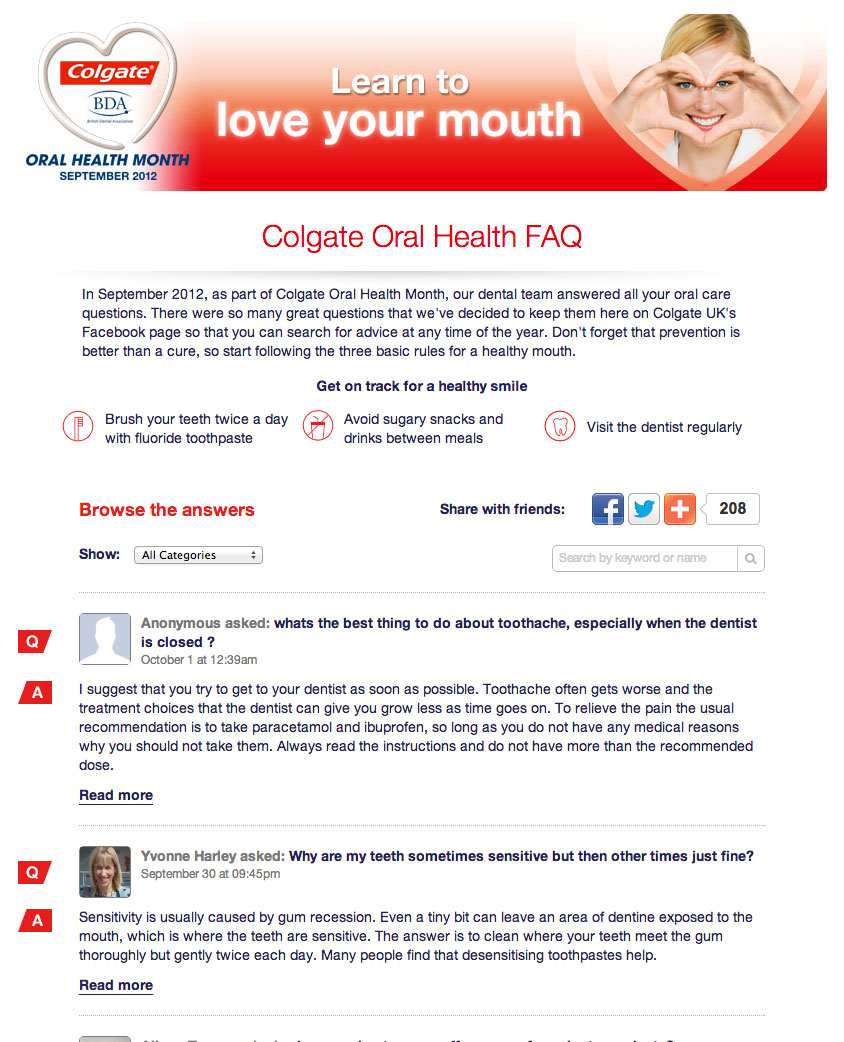 Colgate®
BDA
British Dental Association
ORAL HEALTH MONTH
SEPTEMBER 2012
Learn to
love your mouth
Colgate Oral Health FAQ
In September 2012, as part of Colgate Oral Health Month, our dental team answered all your oral care
questions. There were so many great questions that we've decided to keep them here on Colgate UK's
Facebook page so that you can search for advice at any time of the year. Don't forget that prevention is
better than a cure, so start following the three basic rules for a healthy mouth.
Get on track for a healthy smile
Brush your teeth twice a day
with fluoride toothpaste
Avoid sugary snacks and
drinks between meals
Visit the dentist regularly
Browse the answers
Share with friends:
208
Show:
All Categories
Search by keyword or name
Q
Anonymous asked: whats the best thing to do about toothache, especially when the dentist
is closed ?
October 1 at 12:39am
A
I suggest that you try to get to your dentist as soon as possible. Toothache often gets worse and the
treatment choices that the dentist can give you grow less as time goes on. To relieve the pain the usual
recommendation is to take paracetamol and ibuprofen, so long as you do not have any medical reasons
why you should not take them. Always read the instructions and do not have more than the recommended
dose.
Read more
Q
Yvonne Harley asked: Why are my teeth sometimes sensitive but then other times just fine?
September 30 at 09:45pm
A
Sensitivity is usually caused by gum recession. Even a tiny bit can leave an area of dentine exposed to the
mouth, which is where the teeth are sensitive. The answer is to clean where your teeth meet the gum
thoroughly but gently twice each day. Many people find that desensitising toothpastes help.
Read more